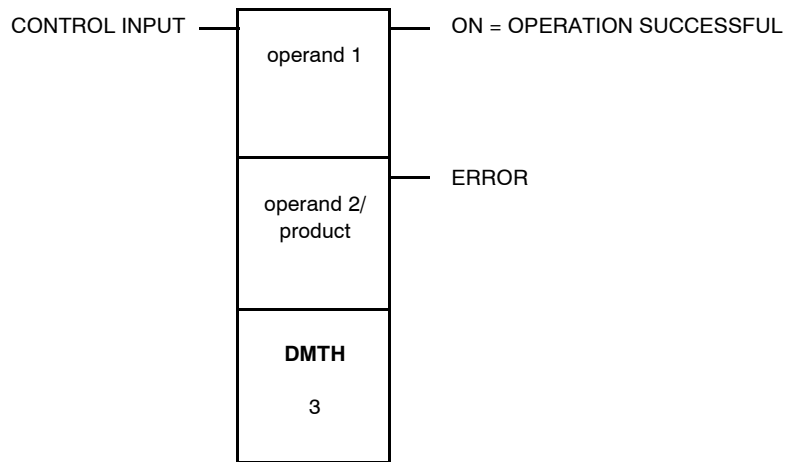 CONTROL INPUT
ON = OPERATION SUCCESSFUL
operand 1
ERROR
operand 2/
product
DMTH
3